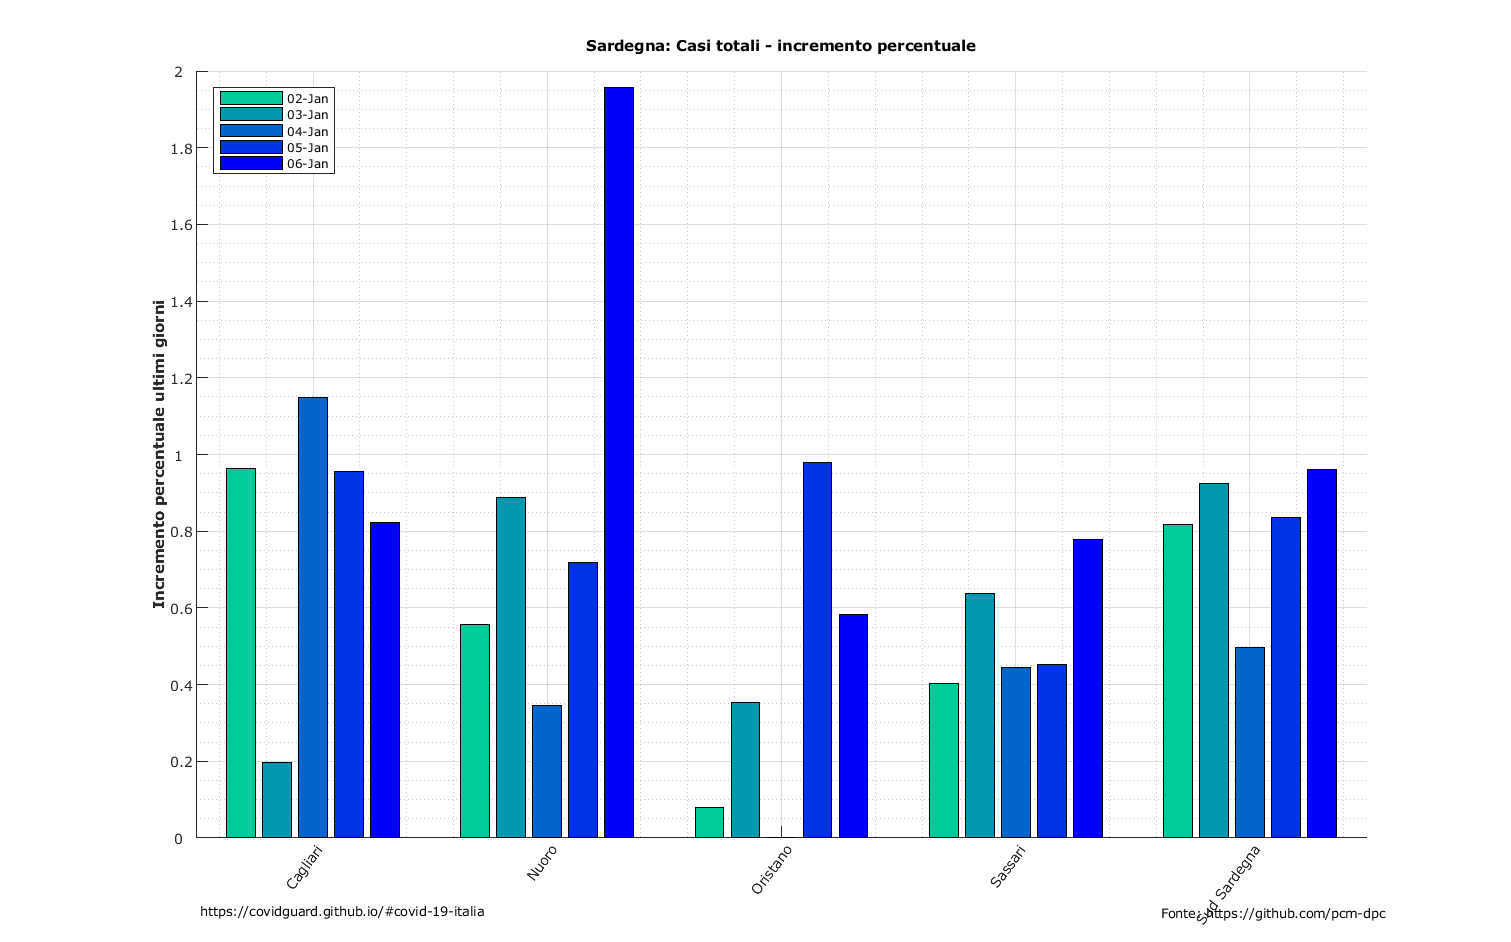 Sardegna: Casi totali - incremento percentuale
Incremento percentuale ultimi giorni
2
1.8
1.6
1.4
1.2
1
0.8
0.6
0.4
0.2
0
02-Jan
03-Jan
04-Jan
05-Jan
06-Jan
Cagliari
Nuoro
Oristano
Sassari
Sud Sardegna
https://covidguard.github.io/#covid-19-italia
Fonte: https://github.com/pcm-dpc